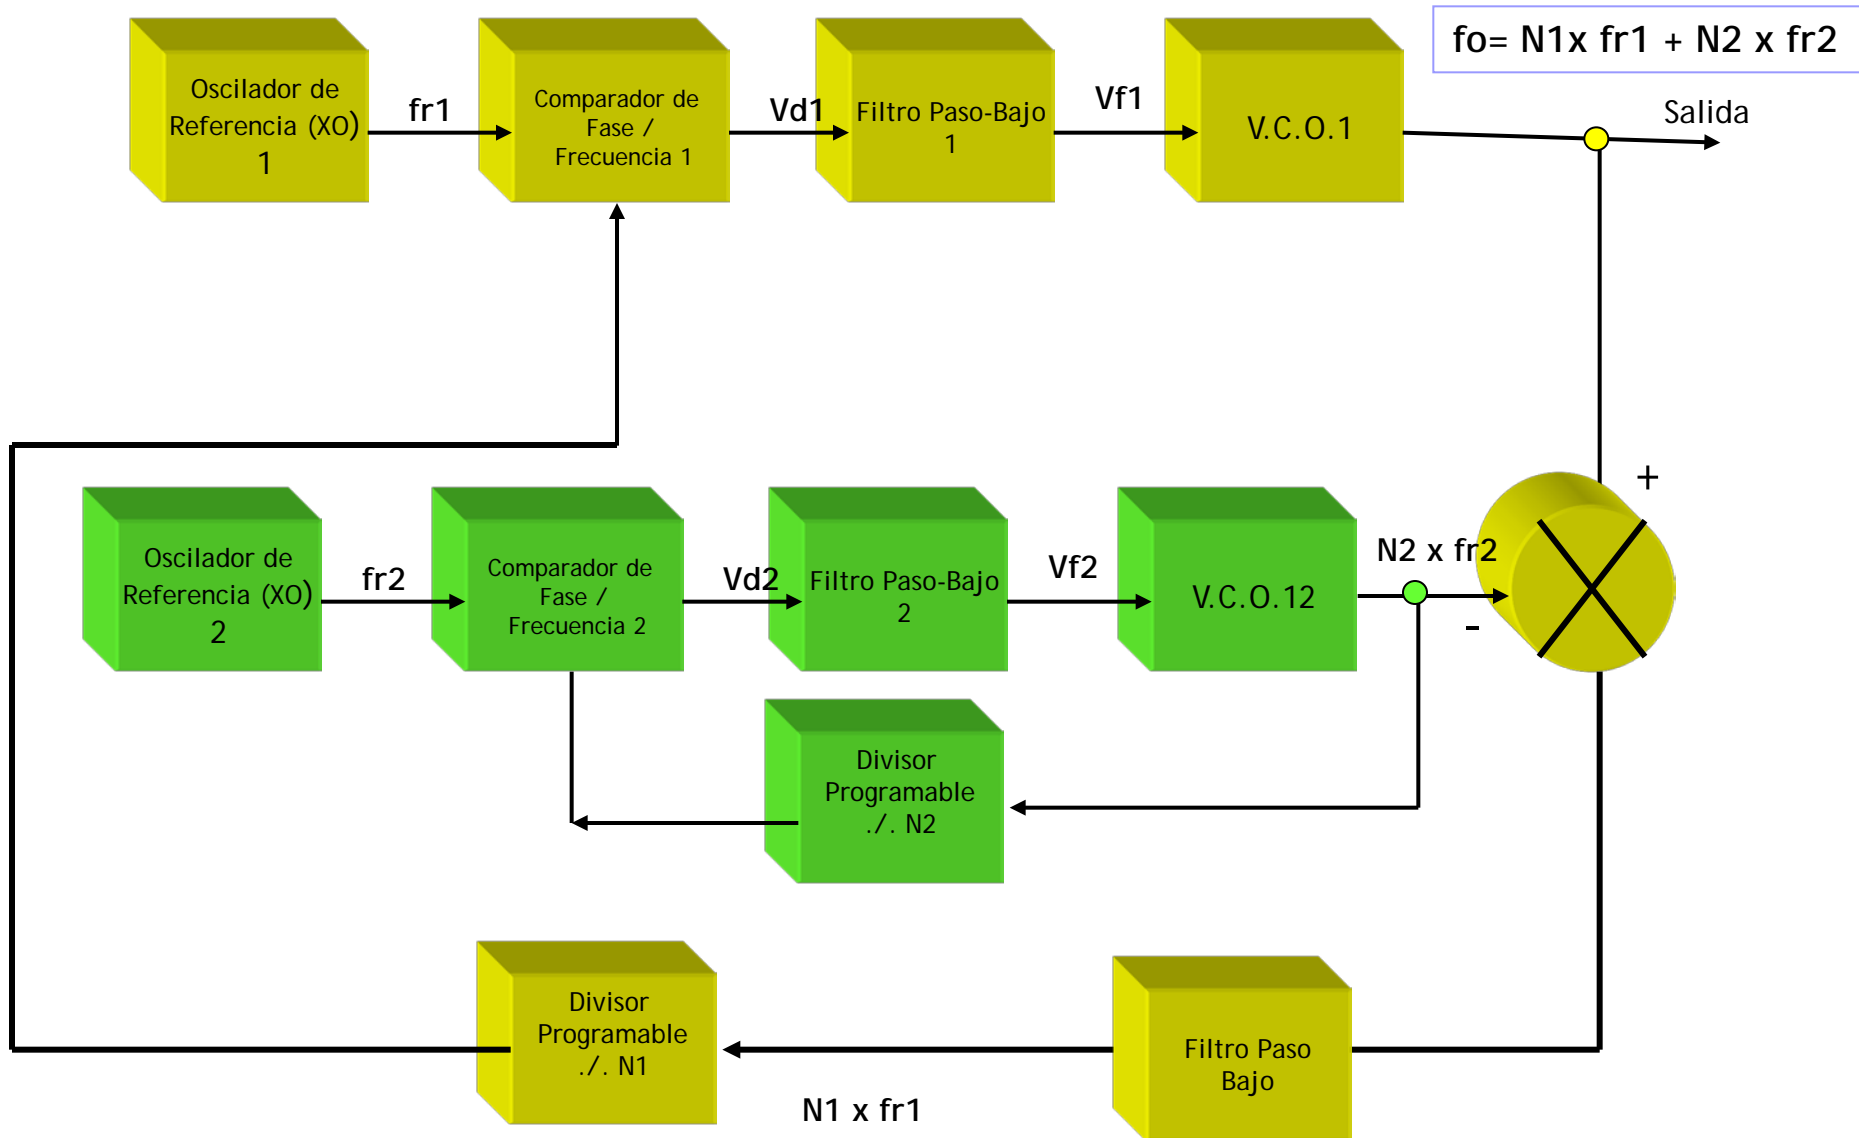 fo= N1x fr1 + N2 x fr2
Oscilador de
Referencia (XO)
1
fr1
Comparador de
Fase /
Frecuencia 1
Vd1
Filtro Paso-Bajo
1
Vf1
V.C.O.1
Salida
+
Oscilador de
Referencia (XO)
2
fr2
Comparador de
Fase /
Frecuencia 2
Vd2
Filtro Paso-Bajo
2
Vf2
V.C.O.12
N2 x fr2
-
Divisor
Programable
./. N2
Divisor
Programable
./. N1
N1 x fr1
Filtro Paso
Bajo